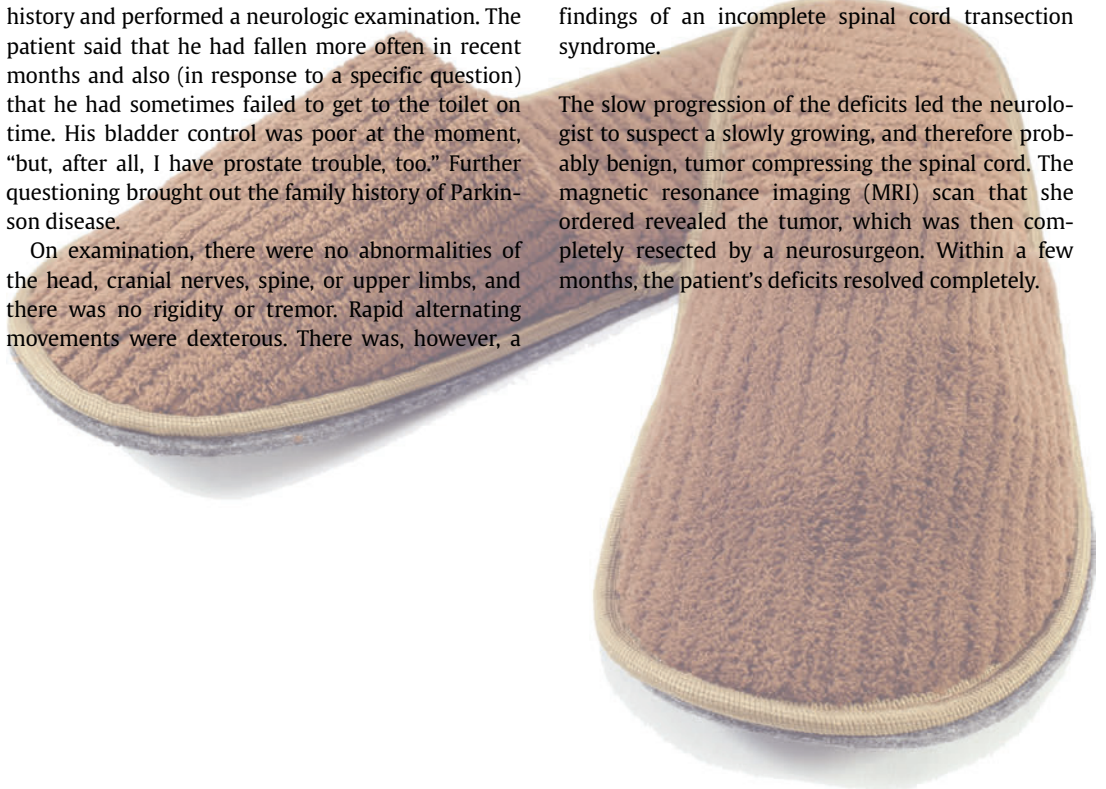 history and performed a neurologic examination. The
patient said that he had fallen more often in recent
months and also (in response to a specific question)
that he had sometimes failed to get to the toilet on
time. His bladder control was poor at the moment,
“but, after all, I have prostate trouble, too.” Further
questioning brought out the family history of Parkin-
son disease.
On examination, there were no abnormalities of
the head, cranial nerves, spine, or upper limbs, and
there was no rigidity or tremor. Rapid alternating
movements were dexterous. There was, however, a
findings of an incomplete spinal cord transection
syndrome.
The slow progression of the deficits led the neurolo-
gist to suspect a slowly growing, and therefore prob-
ably benign, tumor compressing the spinal cord. The
magnetic resonance imaging (MRI) scan that she
ordered revealed the tumor, which was then com-
pletely resected by a neurosurgeon. Within a few
months, the patient’s deficits resolved completely.